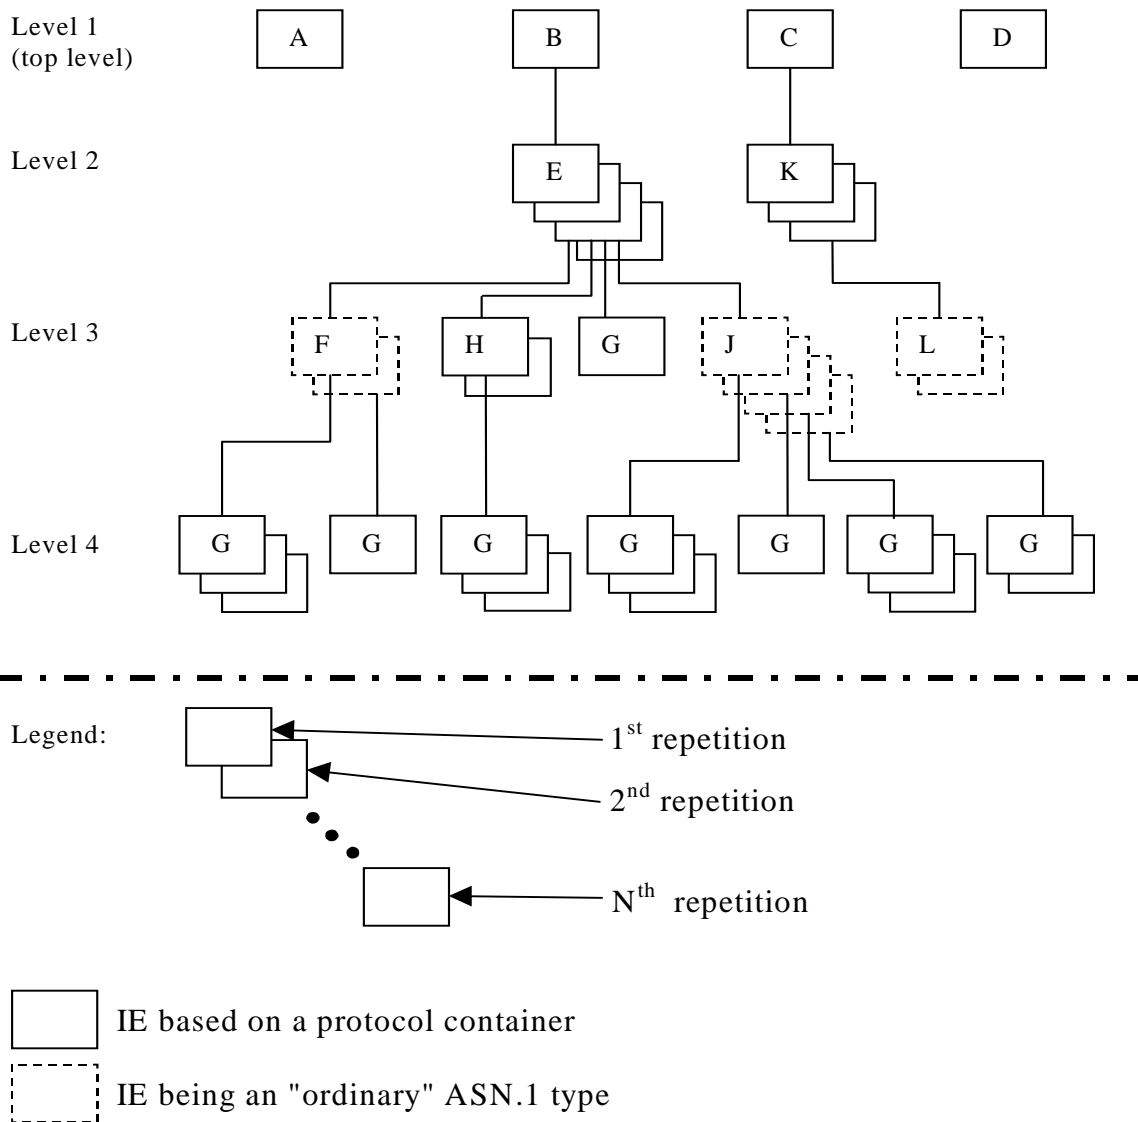 Level 1
(top level)
A
B
C
D
Level 2
E
K
Level 3
F
H
G
J
L
Level 4
G
G
G
G
G
G
G
Legend:
1st repetition
2nd repetition
Nth repetition
IE based on a protocol container
IE being an "ordinary" ASN.1 type